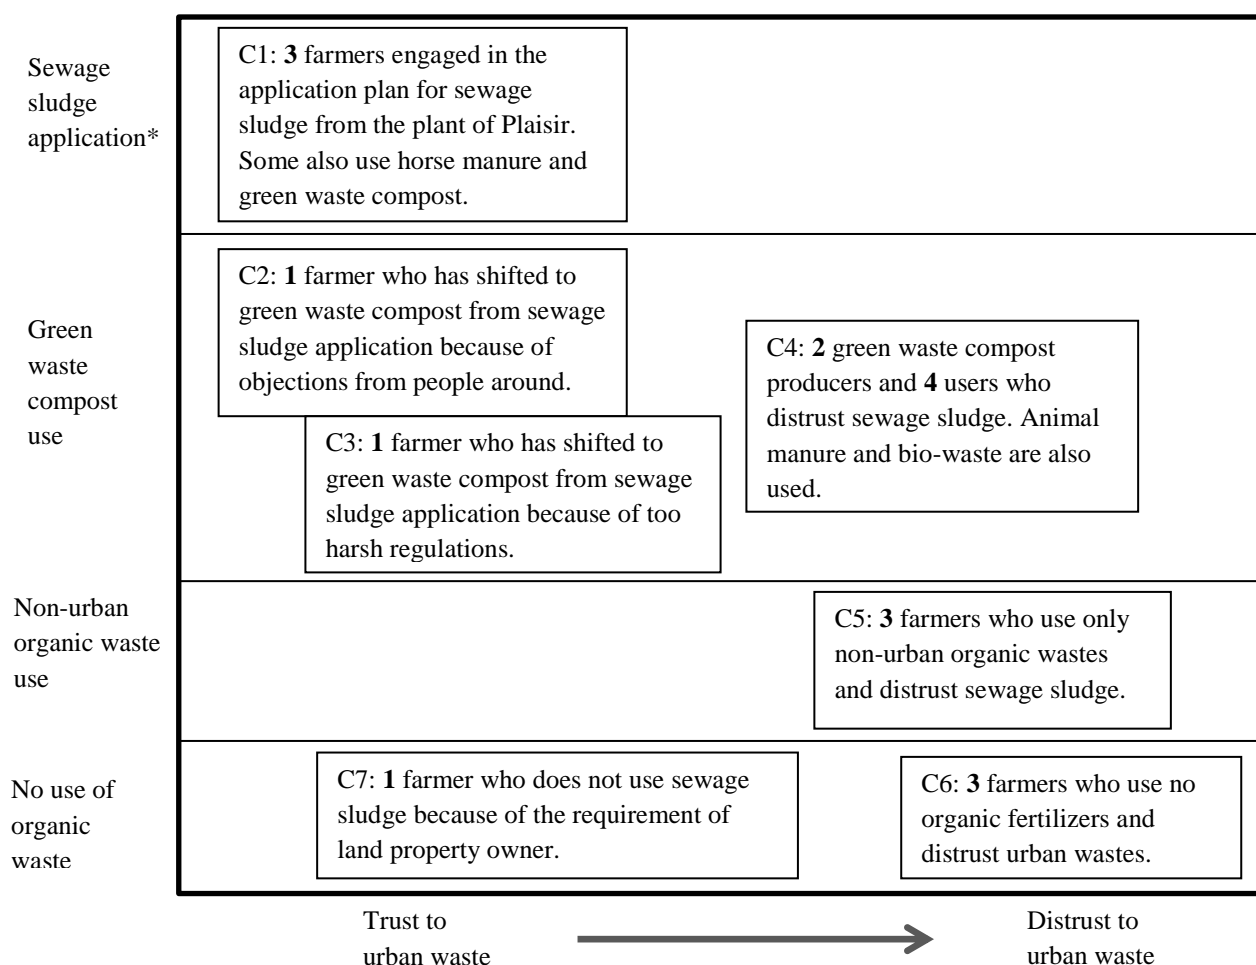 Sewage
sludge
application*
C1: 3 farmers engaged in the
application plan for sewage
sludge from the plant of Plaisir.
Some also use horse manure and
green waste compost.
Green
waste
compost
use
C2: 1 farmer who has shifted to
green waste compost from sewage
sludge application because of
objections from people around.
C3: 1 farmer who has shifted to
green waste compost from sewage
sludge application because of too
harsh regulations.
C4: 2 green waste compost
producers and 4 users who
distrust sewage sludge. Animal
manure and bio-waste are also
used.
Non-urban
organic waste
use
C5: 3 farmers who use only
non-urban organic wastes
and distrust sewage sludge.
No use of
organic
waste
C7: 1 farmer who does not use sewage
sludge because of the requirement of
land property owner.
C6: 3 farmers who use no
organic fertilizers and
distrust urban wastes.
Trust to
urban waste
Distrust to
urban waste